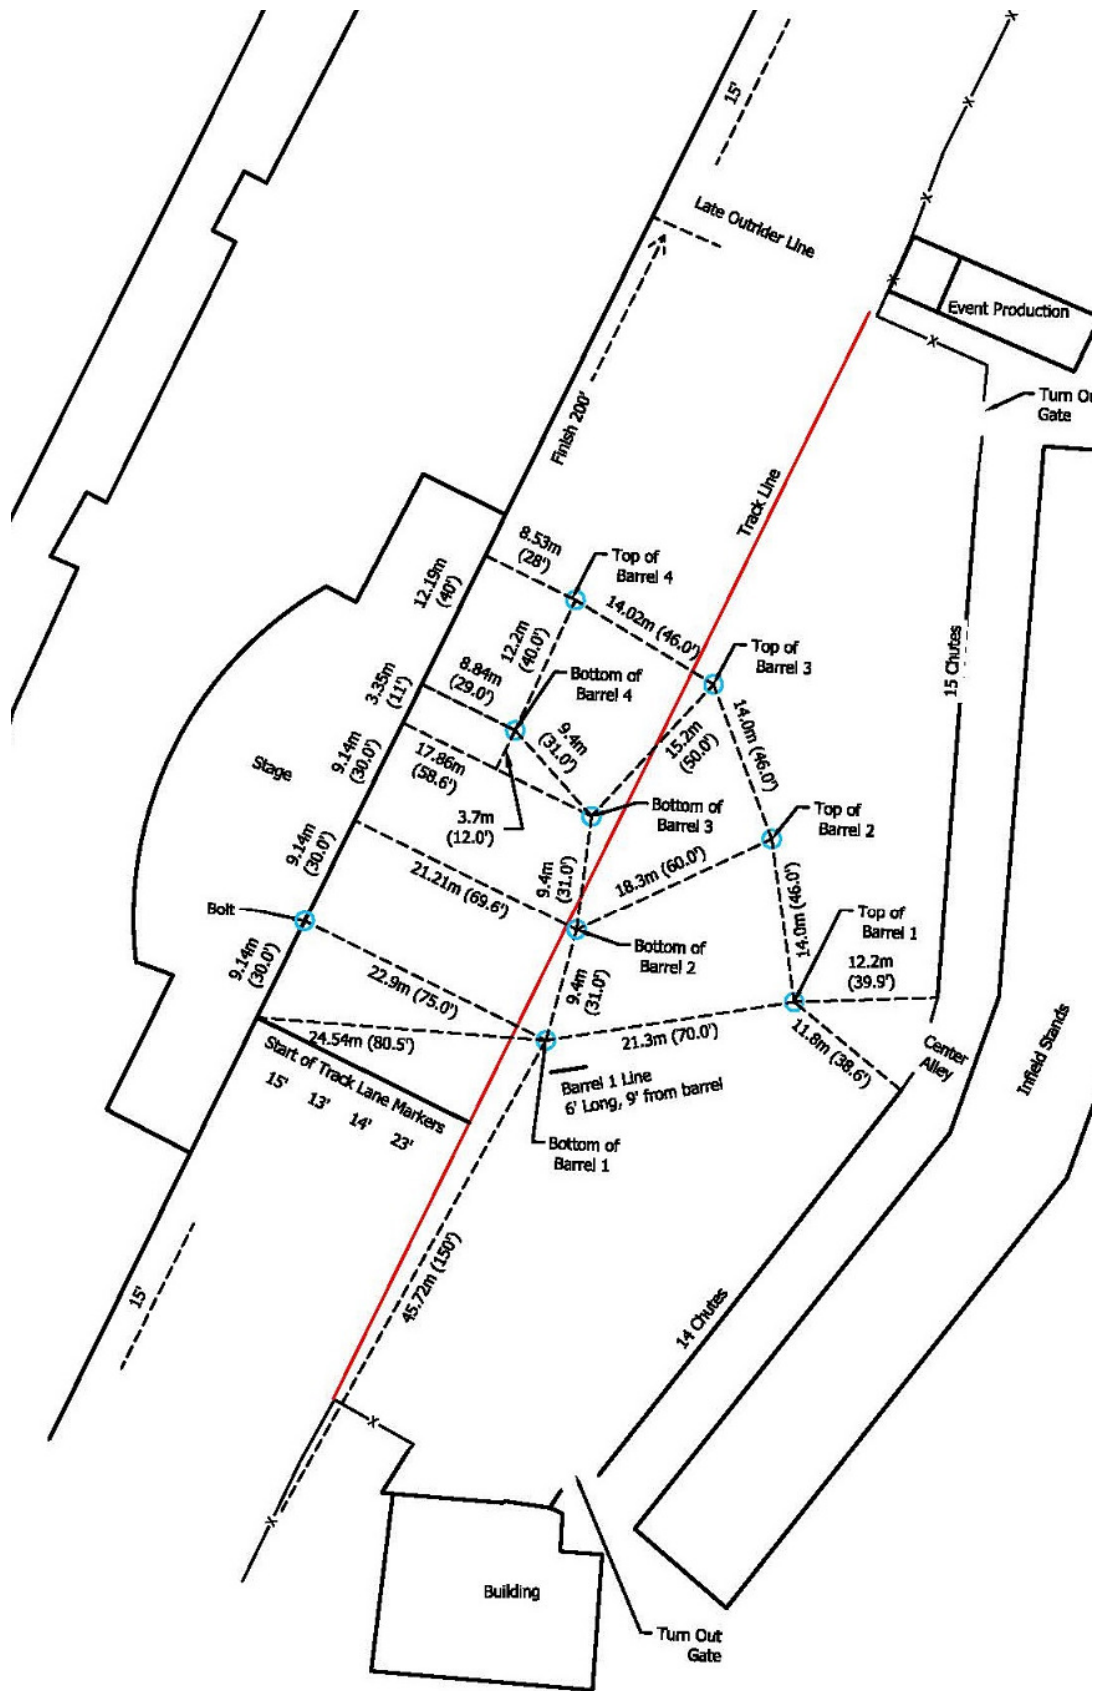 15'
Late Outrider Line
Event Production
Turn Ou
Gate
Finish 200'
Track Line
8.53m
(28')
Top of
Barrel 4
12.19m
(40')
14.02m (46.0')
12.2m
(40.0')
Top of
Barrel 3
15 Chutes
8.84m
(29.0')
Bottom of
Barrel 4
3.35m
(11')
9.4m
(31.0')
15.2m
(50.0')
14.0m (46.0')
9.14m
(30.0')
17.86m
(58.6')
Stage
3.7m
(12.0')
Bottom of
Barrel 3
Top of
Barrel 2
9.14m
(30.0')
21.21m (69.6')
9.4m
(31.0')
18.3m (60.0')
14.0m (46.0')
Bolt
Top of
Barrel 1
Bottom of
Barrel 2
9.14m
(30.0')
22.9m (75.0')
9.4m
(31.0')
12.2m
(39.9')
24.54m (80.5')
21.3m (70.0')
11.8m (38.6')
Center
Alley
Infield Stands
Start of Track Lane Markers
15' 13' 14' 23'
Barrel 1 Line
6' Long, 9' from barrel
Bottom of
Barrel 1
45.72m (150')
15'
14 Chutes
Building
Turn Out
Gate